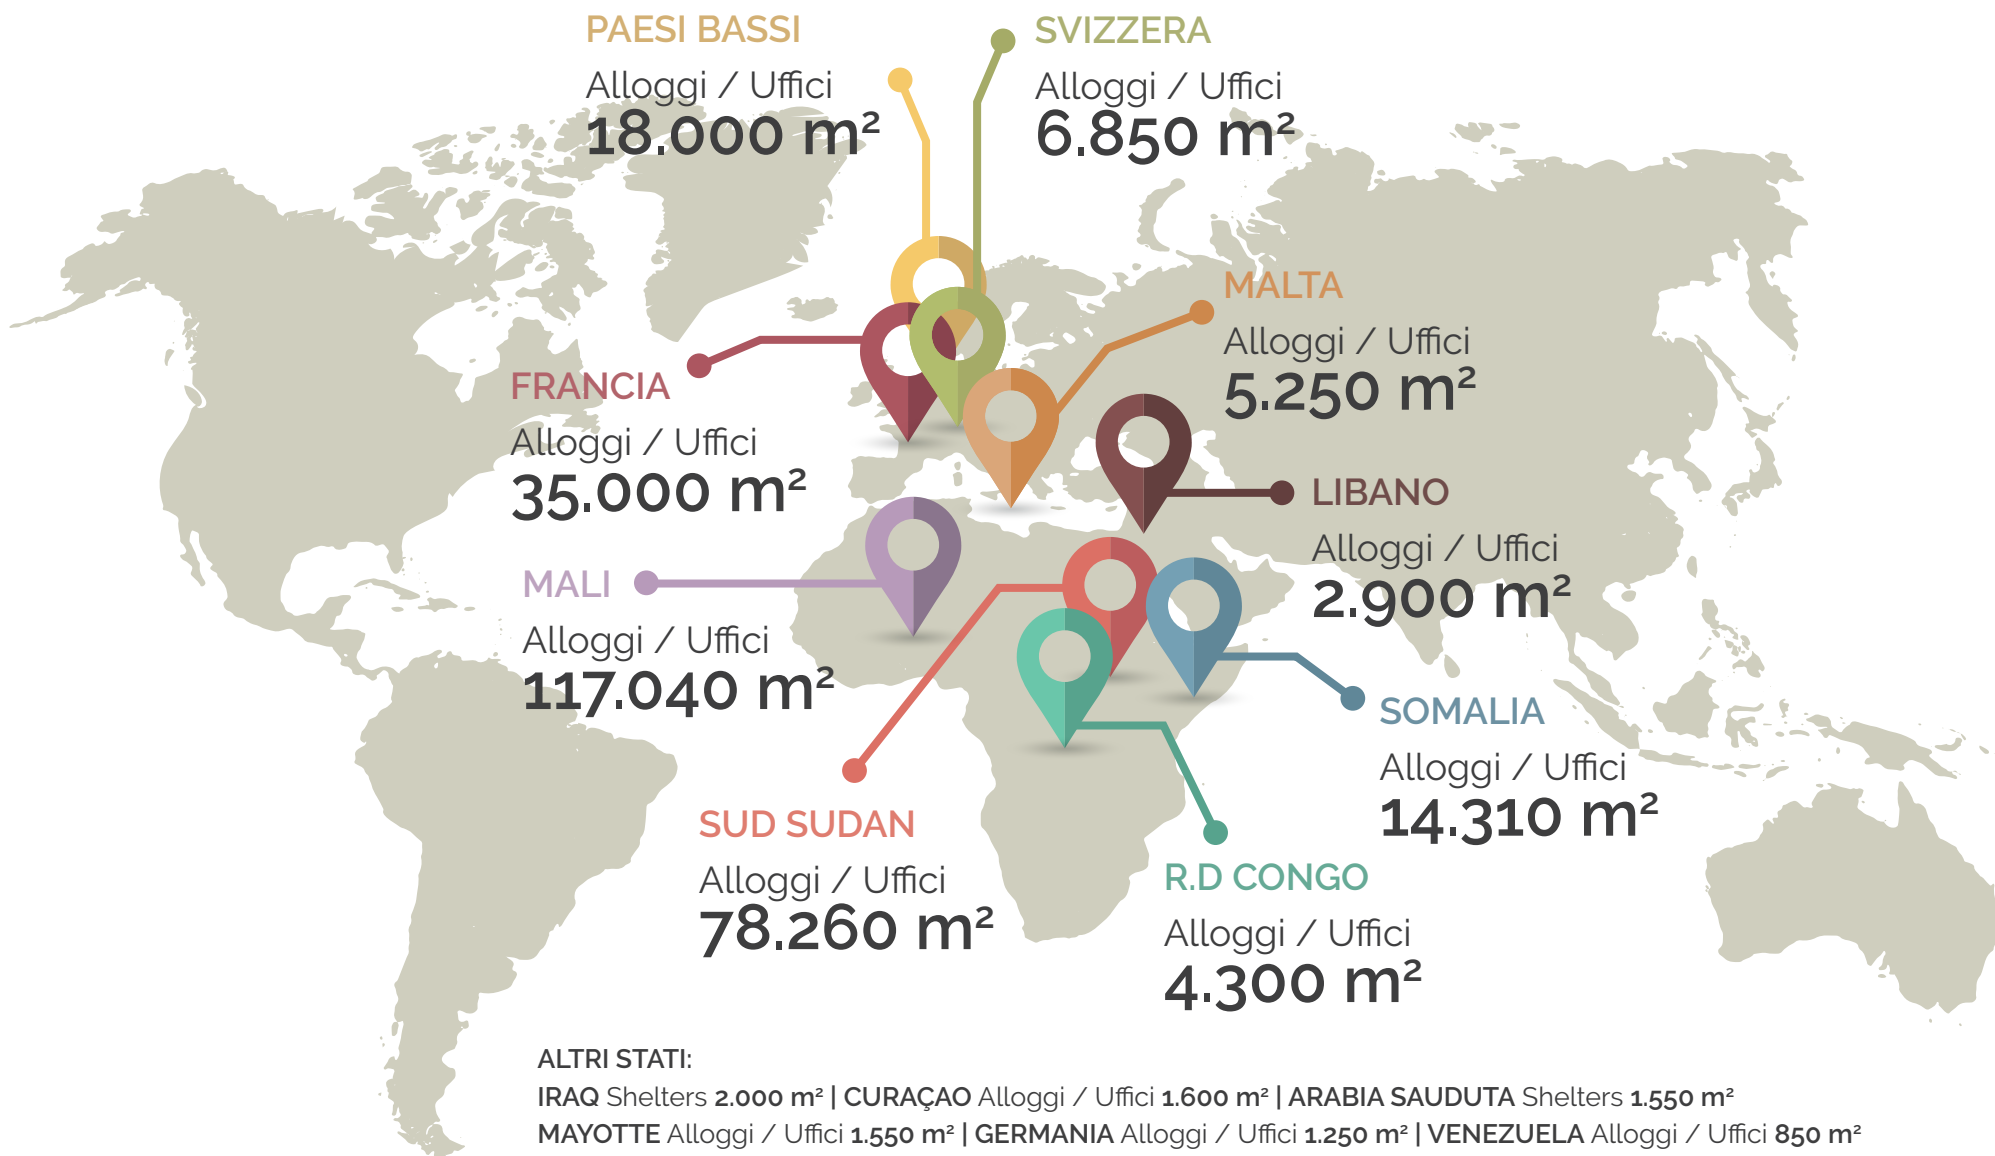 PAESI BASSI
Alloggi / Uffici
18.000 m²
SVIZZERA
Alloggi / Uffici
6.850 m²
MALTA
Alloggi / Uffici
5.250 m²
FRANCIA
Alloggi / Uffici
35.000 m²
LIBANO
Alloggi / Uffici
2.900 m²
MALI
Alloggi / Uffici
117.040 m²
SOMALIA
Alloggi / Uffici
14.310 m²
SUD SUDAN
Alloggi / Uffici
78.260 m²
R.D CONGO
Alloggi / Uffici
4.300 m²
ALTRI STATI:
IRAQ Shelters 2.000 m² | CURAÇAO Alloggi / Uffici 1.600 m² | ARABIA SAUDUTA Shelters 1.550 m²
MAYOTTE Alloggi / Uffici 1.550 m² | GERMANIA Alloggi / Uffici 1.250 m² | VENEZUELA Alloggi / Uffici 850 m²